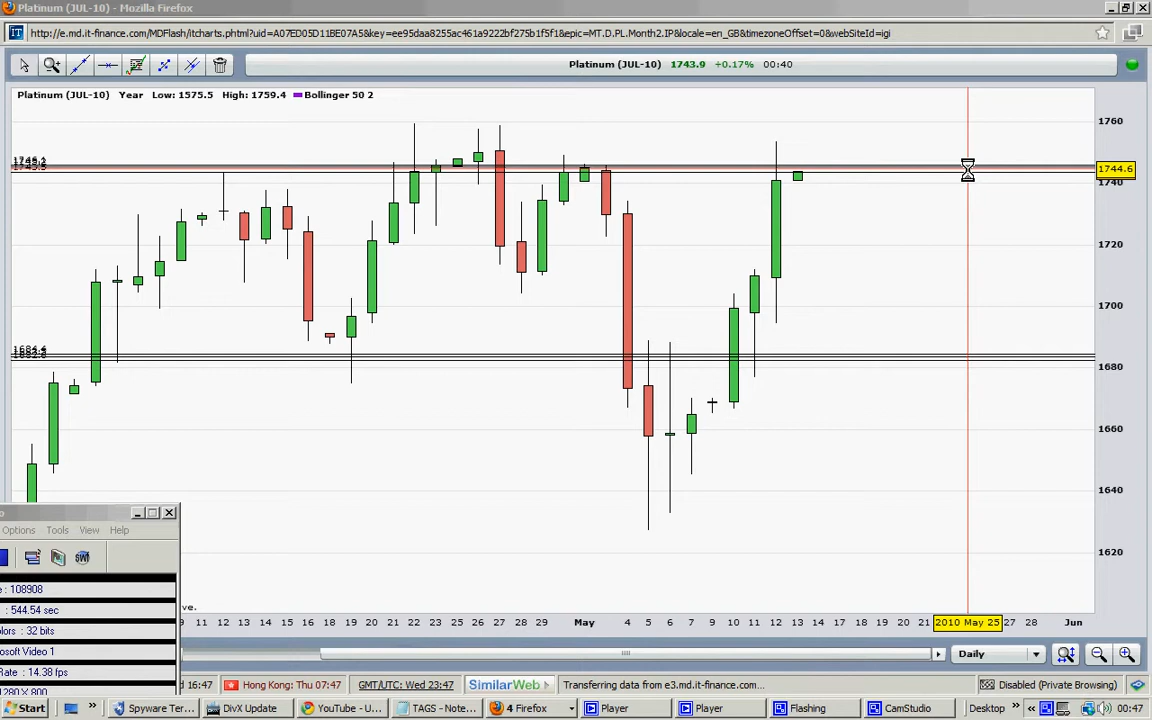 Platinum (JUL-10) - Mozilla Firefox
http://e.md.it-finance.com/MDFlash/itcharts.phtml?uid=A07ED05D11BE07A5&key=ee95daa8255ac461a9222bf275b1f5f1&epic=MT.D.PL.Month2.IP&locale=en_GB&timezoneOffset=0&webSiteId=igi
Platinum (JUL-10) 1743.9 +0.17% 00:40
Platinum (JUL-10) Year Low: 1575.5 High: 1759.4 Bollinger 50 2
1760
1744.6
1740
1720
1700
1680
1660
1640
1620
Options Tools View Help
: 108908
: 544.54 sec
olors : 32 bits
osoft Video 1
Rate : 14.38 fps
1280 X 800
ve.
11 12 13 14 15 16 17 18 19 20 21 22 23 24 25 26 27 28 29 May 4 5 6 7 8 9 10 11 12 13 14 17 18 19 20 21 2010 May 25 27 28 Jun
Daily
d 16:47 Hong Kong: Thu 07:47 GMT/UTC: Wed 23:47 SimilarWeb Transferring data from e3.md.it-finance.com... Disabled (Private Browsing)
Start Spyware Ter... DivX Update YouTube - U... TAGS - Note... 4 Firefox Player Player Flashing CamStudio Desktop 00:47